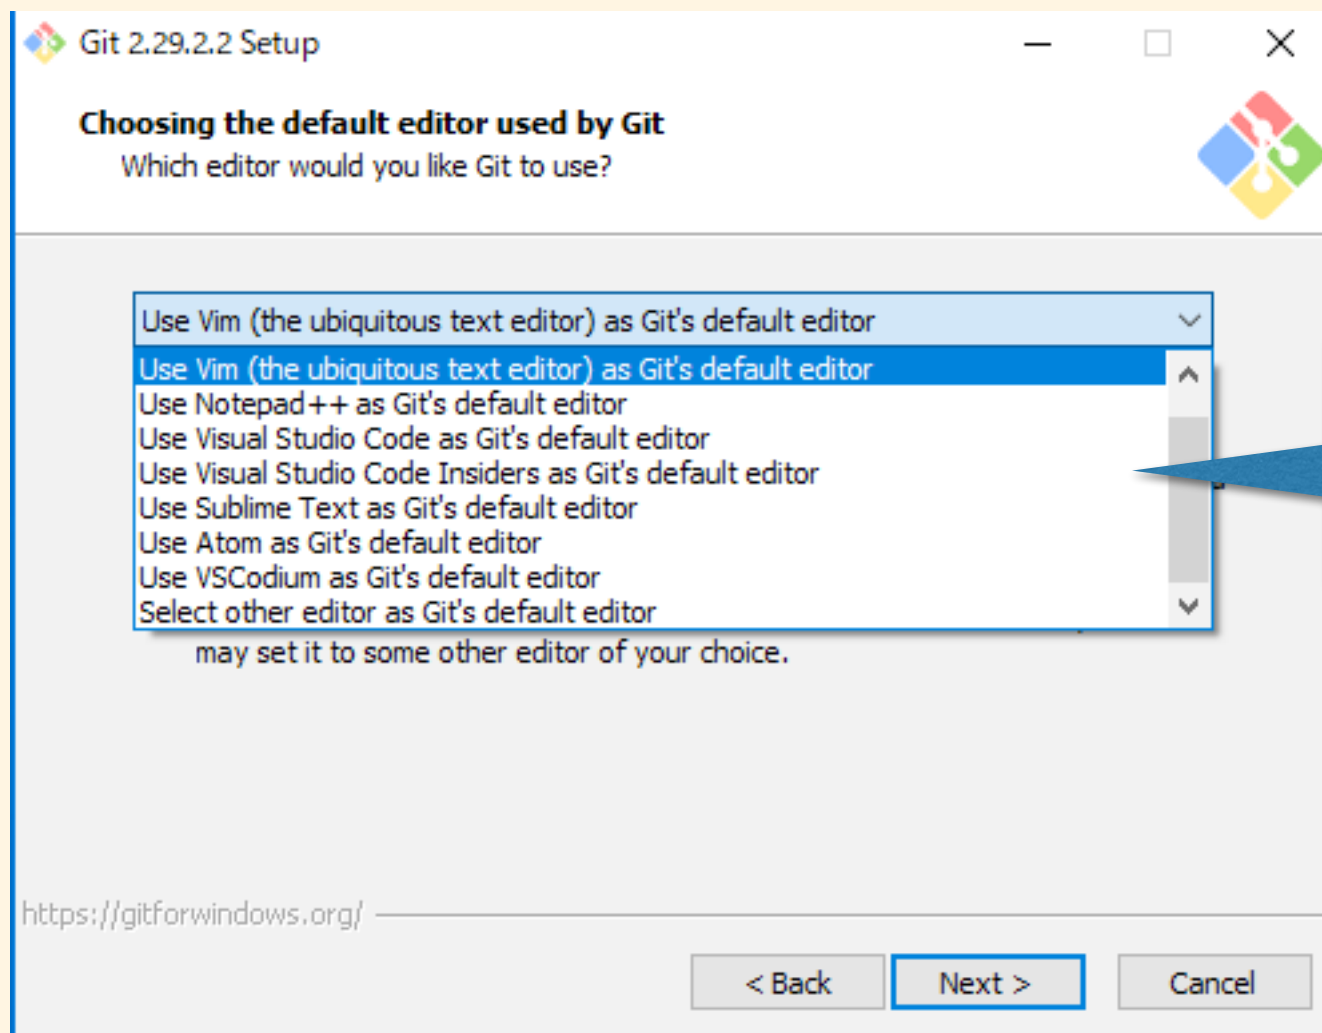 Git 2.29.2.2 Setup
Choosing the default editor used by Git
Which editor would you like Git to use?
Use Vim (the ubiquitous text editor) as Git's default editor
Use Vim (the ubiquitous text editor) as Git's default editor
Use Notepad++ as Git's default editor
Use Visual Studio Code as Git's default editor
Use Visual Studio Code Insiders as Git's default editor
Use Sublime Text as Git's default editor
Use Atom as Git's default editor
Use VSCodium as Git's default editor
Select other editor as Git's default editor
may set it to some other editor of your choice.
https://gitforwindows.org/
< Back
Next >
Cancel